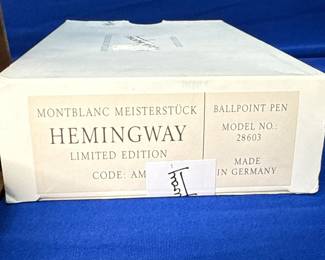 MONTBLANC MEISTERSTÜCK
HEMINGWAY
LIMITED EDITION
CODE: AM
BALLPOINT PEN
MODEL NO.:
28603
MADE
IN GERMANY